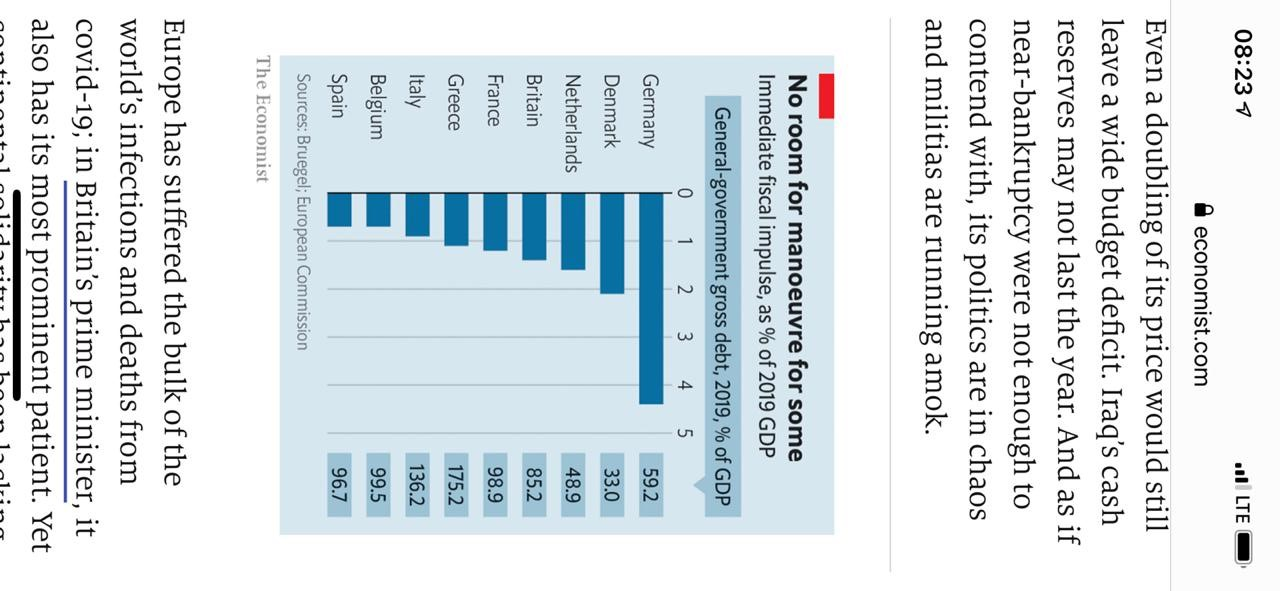 08:23 LTE
economist.com
Even a doubling of its price would still
leave a wide budget deficit. Iraq’s cash
reserves may not last the year. And as if
near-bankruptcy were not enough to
contend with, its politics are in chaos
and militias are running amok.
No room for manoeuvre for some
Immediate fiscal impulse, as % of 2019 GDP
General-government gross debt, 2019, % of GDP
0 1 2 3 4 5
Germany 59.2
Denmark 33.0
Netherlands 48.9
Britain 85.2
France 98.9
Greece 175.2
Italy 136.2
Belgium 99.5
Spain 96.7
Sources: Bruegel; European Commission
The Economist
Europe has suffered the bulk of the
world’s infections and deaths from
covid-19; in Britain’s prime minister, it
also has its most prominent patient. Yet
continental solidarity has been lacking